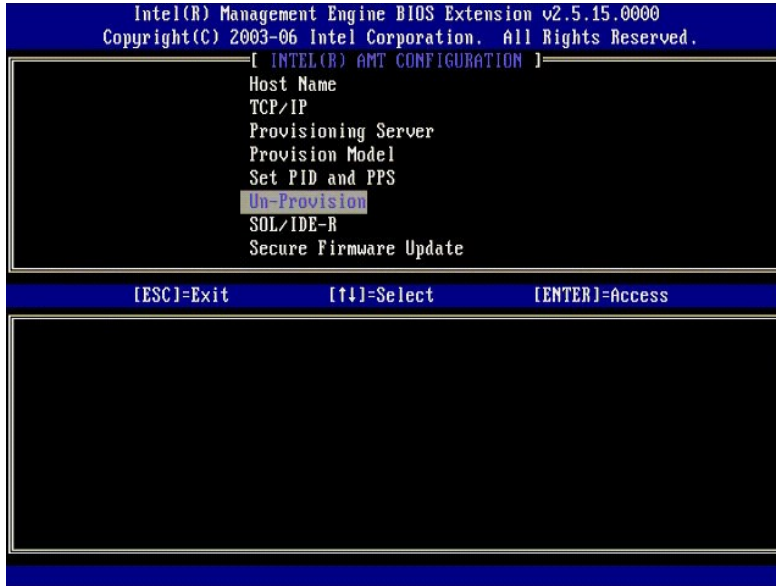 Intel(R) Management Engine BIOS Extension v2.5.15.0000
Copyright(C) 2003-06 Intel Corporation. All Rights Reserved.
[ INTEL(R) AMT CONFIGURATION ]
Host Name
TCP/IP
Provisioning Server
Provision Model
Set PID and PPS
Un-Provision
SOL/IDE-R
Secure Firmware Update
[ESC]=Exit [↑↓]=Select [ENTER]=Access